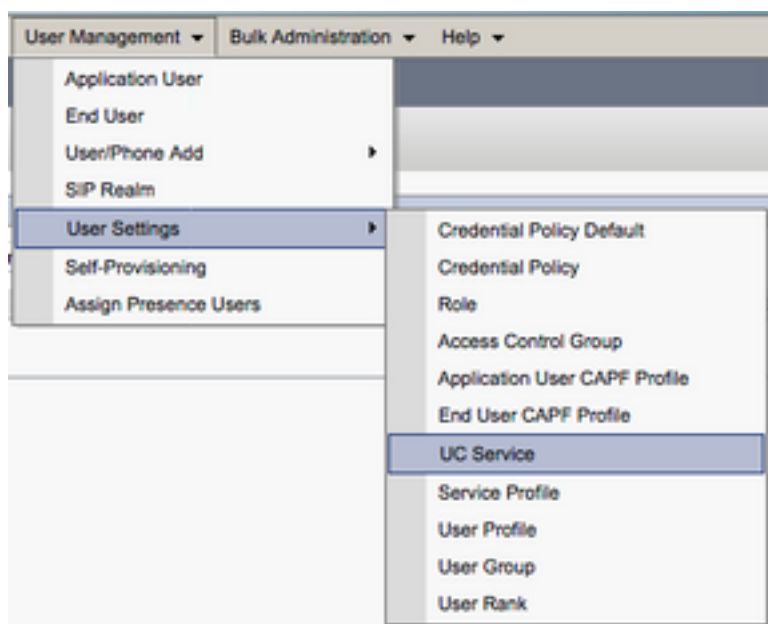 User Management Bulk Administration Help
Application User
End User
User/Phone Add
SIP Realm
User Settings
Self-Provisioning
Assign Presence Users
Credential Policy Default
Credential Policy
Role
Access Control Group
Application User CAPF Profile
End User CAPF Profile
UC Service
Service Profile
User Profile
User Group
User Rank